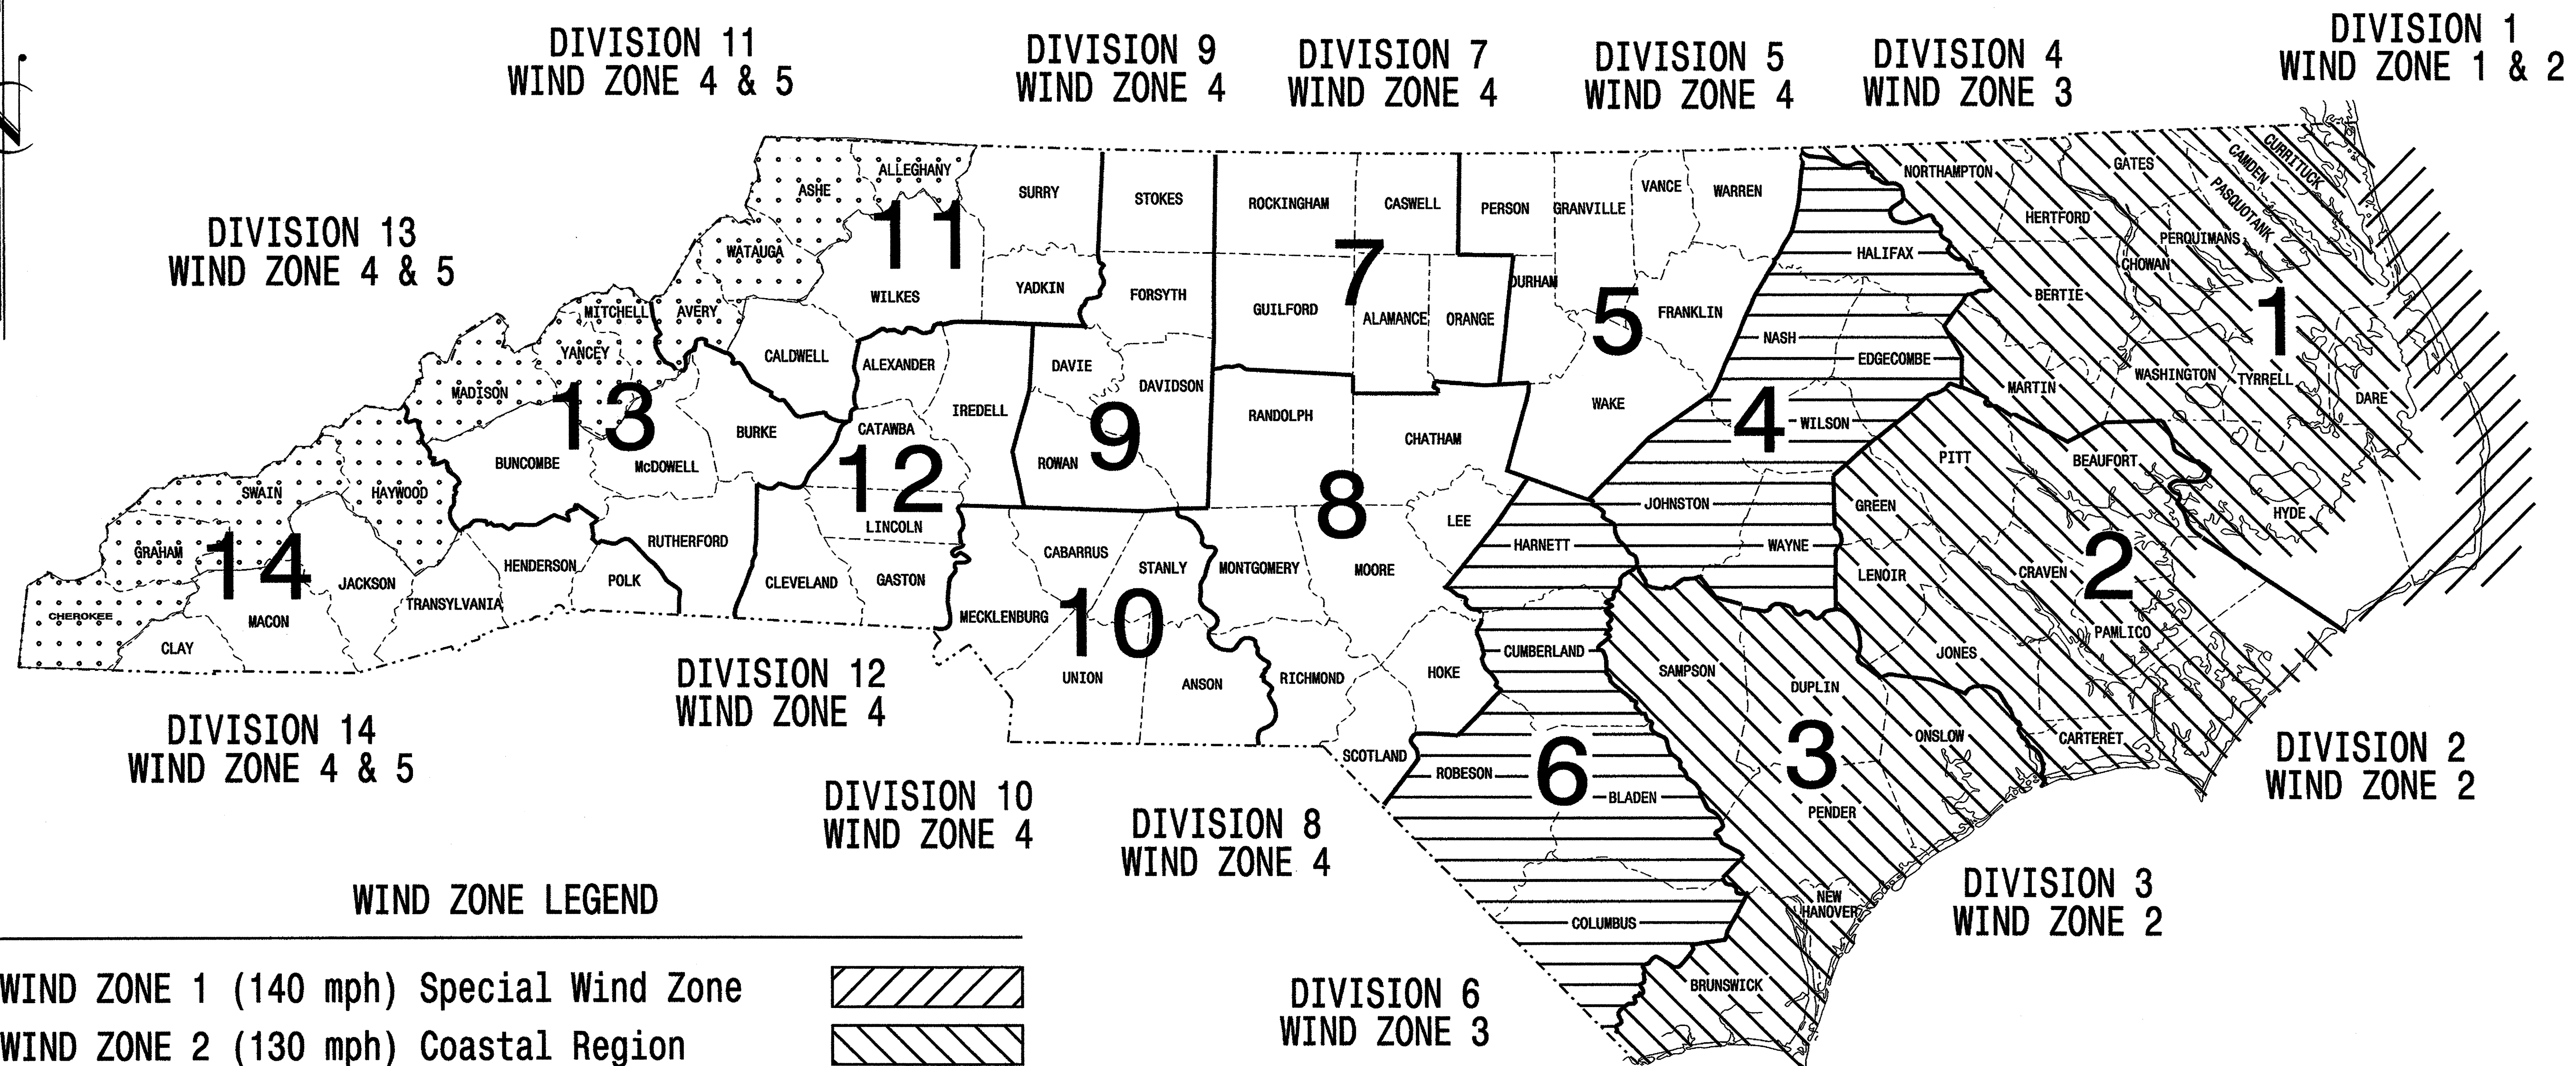 DIVISION 11
WIND ZONE 4 & 5
DIVISION 9
WIND ZONE 4
DIVISION 7
WIND ZONE 4
DIVISION 5
WIND ZONE 4
DIVISION 4
WIND ZONE 3
DIVISION 1
WIND ZONE 1 & 2
DIVISION 13
WIND ZONE 4 & 5
ASHE
ALLEGHANY
SURRY
STOKES
ROCKINGHAM
CASWELL
PERSON
GRANVILLE
VANCE
WARREN
NORTHAMPTON
GATES
CAMDEN
CURRITUCK
PASQUOTANK
HERTFORD
PERQUIMANS
CHOWAN
HALIFAX
WATAUGA
11
WILKES
YADKIN
FORSYTH
7
GUILFORD
ALAMANCE
ORANGE
DURHAM
5
FRANKLIN
BERTIE
1
MITCHELL
AVERY
YANCEY
CALDWELL
ALEXANDER
DAVIE
DAVIDSON
NASH
EDGECOMBE
MARTIN
WASHINGTON
TYRRELL
DARE
MADISON
13
BURKE
IREDELL
CATAWBA
9
RANDOLPH
CHATHAM
WAKE
4
WILSON
BUNCOMBE
McDOWELL
12
ROWAN
PITT
BEAUFORT
SWAIN
HAYWOOD
LINCOLN
8
LEE
JOHNSTON
GREEN
HYDE
GRAHAM
14
JACKSON
HENDERSON
RUTHERFORD
CABARRUS
STANLY
MONTGOMERY
MOORE
HARNETT
WAYNE
LENOIR
CRAVEN
2
CHEROKEE
MACON
TRANSYLVANIA
POLK
CLEVELAND
GASTON
MECKLENBURG
10
PAMLICO
CLAY
UNION
ANSON
RICHMOND
HOKE
CUMBERLAND
SAMPSON
DUPLIN
JONES
DIVISION 12
WIND ZONE 4
SCOTLAND
ROBESON
6
BLADEN
3
ONSLOW
CARTERET
PENDER
DIVISION 14
WIND ZONE 4 & 5
DIVISION 2
WIND ZONE 2
DIVISION 10
WIND ZONE 4
DIVISION 8
WIND ZONE 4
NEW
HANOVER
COLUMBUS
BRUNSWICK
DIVISION 3
WIND ZONE 2
DIVISION 6
WIND ZONE 3
WIND ZONE LEGEND
WIND ZONE 1 (140 mph) Special Wind Zone
WIND ZONE 2 (130 mph) Coastal Region